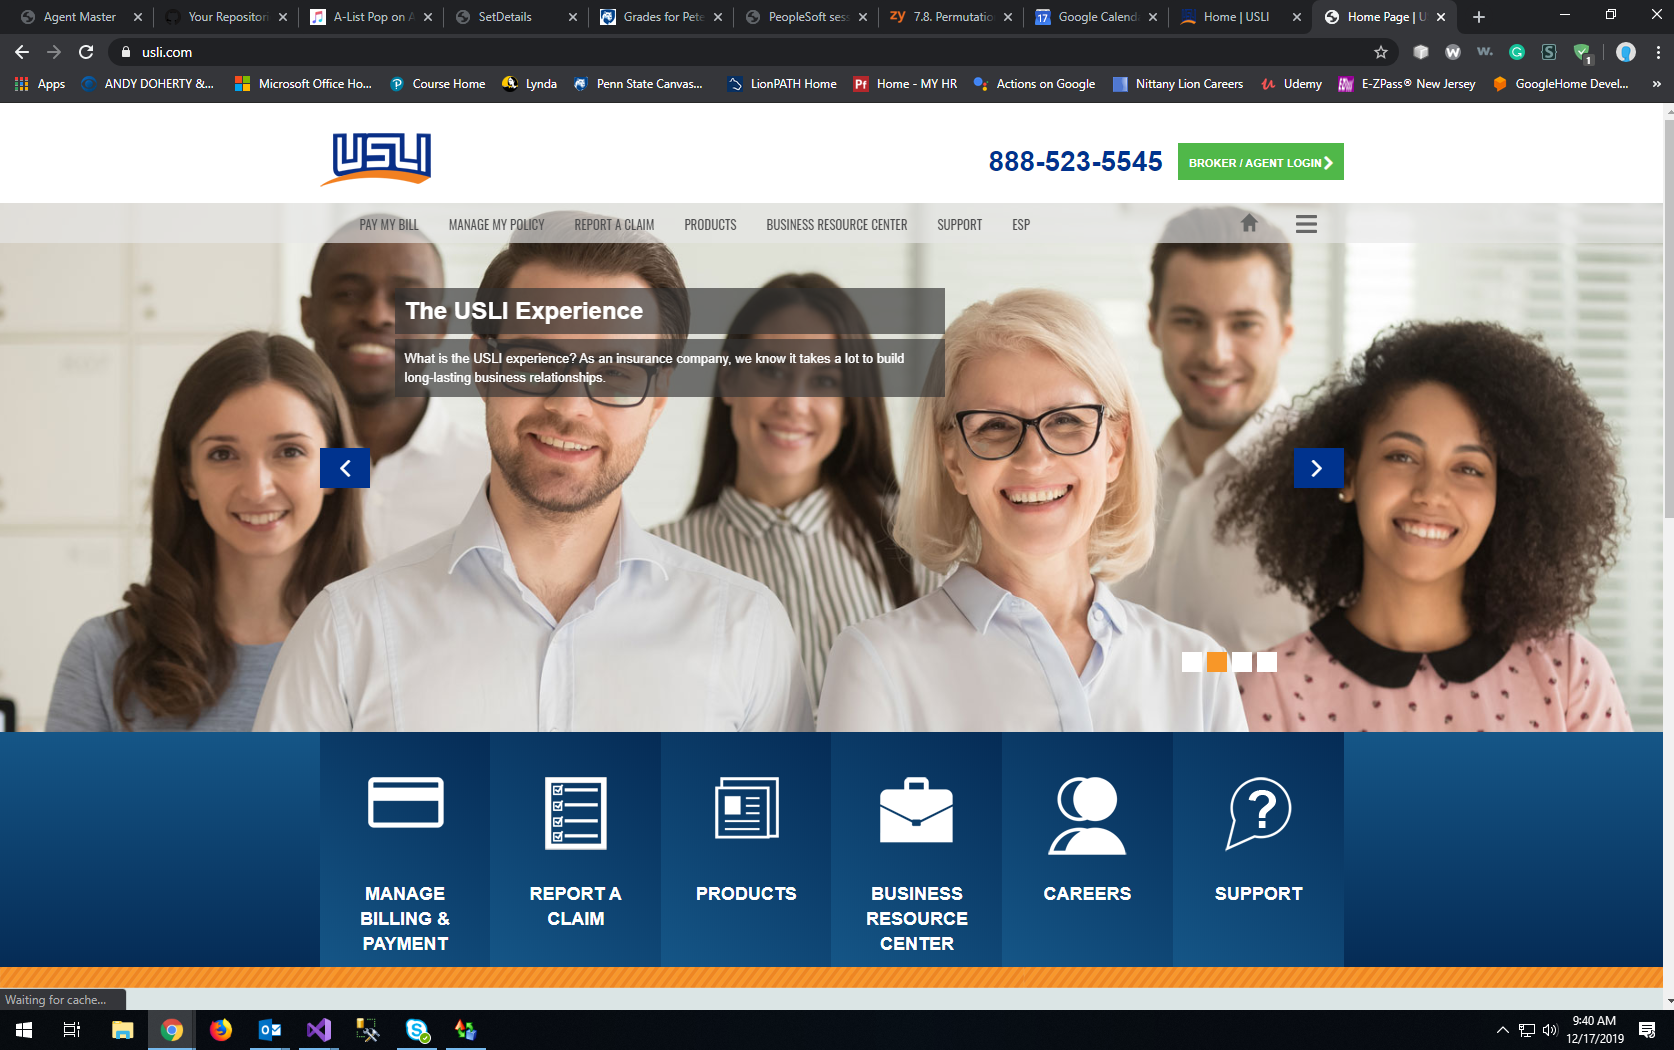 Agent Master
Your Repositori
A-List Pop on A
SetDetails
Grades for Pete
PeopleSoft ses
zy 7.8. Permutatio
17 Google Calend
Home | USLI
Home Page | U
usli.com
W
w.
G
S
1
Apps
ANDY DOHERTY &...
Microsoft Office Ho...
Course Home
Lynda
Penn State Canvas...
LionPATH Home
Pf Home - MY HR
Actions on Google
Nittany Lion Careers
Udemy
E-ZPass® New Jersey
GoogleHome Devel...
»
USLI
888-523-5545
BROKER / AGENT LOGIN
PAY MY BILL
MANAGE MY POLICY
REPORT A CLAIM
PRODUCTS
BUSINESS RESOURCE CENTER
SUPPORT
ESP
The USLI Experience
What is the USLI experience? As an insurance company, we know it takes a lot to build
long-lasting business relationships.
?
MANAGE
BILLING &
PAYMENT
REPORT A
CLAIM
PRODUCTS
BUSINESS
RESOURCE
CENTER
CAREERS
SUPPORT
Waiting for cache...
9:40 AM
12/17/2019